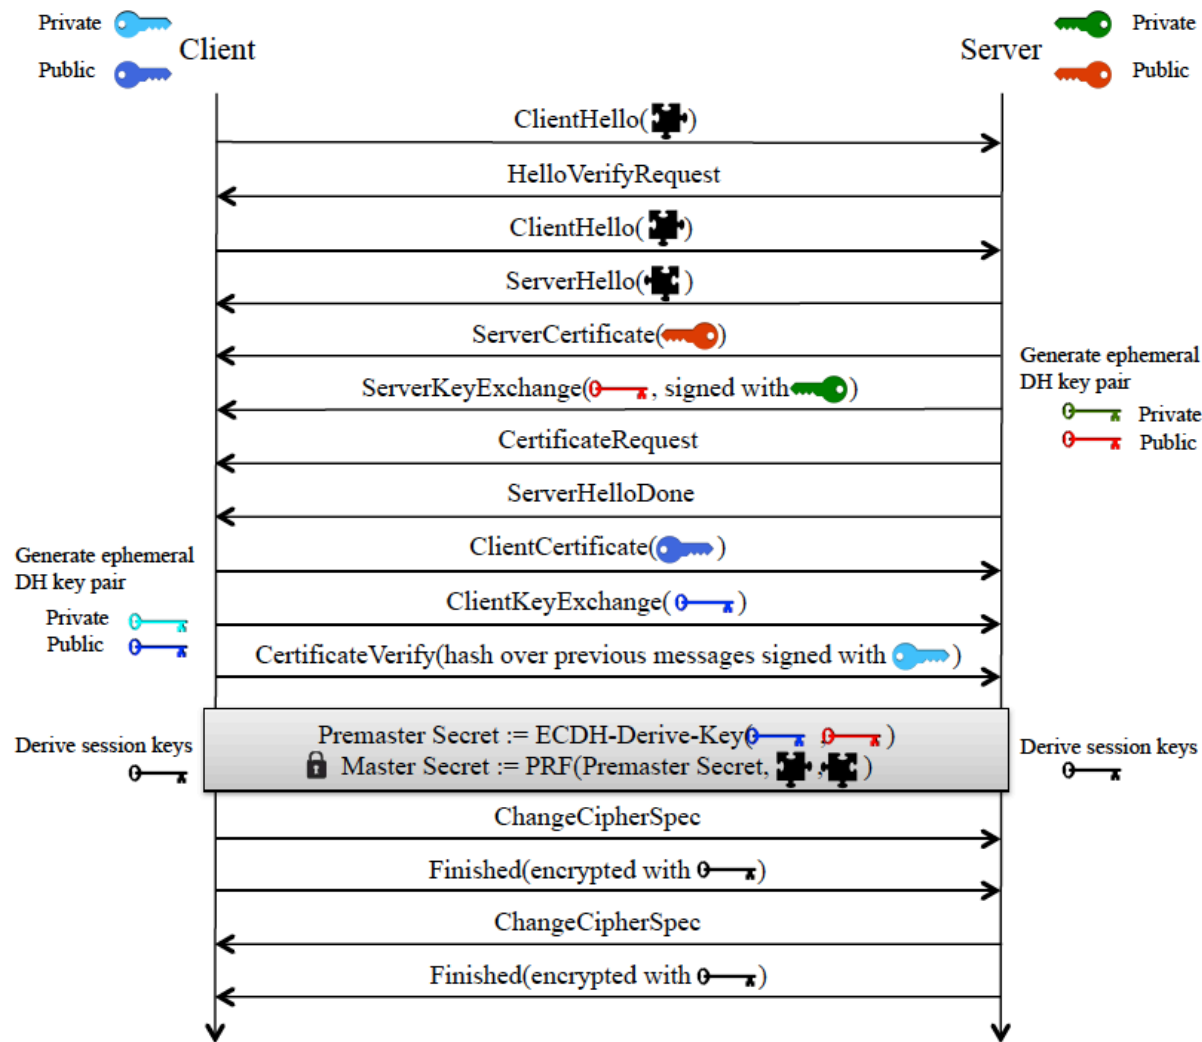 Private
Public
Client
Server
Private
Public
ClientHello( )
HelloVerifyRequest
ClientHello( )
ServerHello( )
ServerCertificate( )
Generate ephemeral
DH key pair
Private
Public
ServerKeyExchange( , signed with )
CertificateRequest
ServerHelloDone
Generate ephemeral
DH key pair
Private
Public
ClientCertificate( )
ClientKeyExchange( )
CertificateVerify(hash over previous messages signed with )
Derive session keys
Premaster Secret := ECDH-Derive-Key( , )
Master Secret := PRF(Premaster Secret, , )
Derive session keys
ChangeCipherSpec
Finished(encrypted with )
ChangeCipherSpec
Finished(encrypted with )